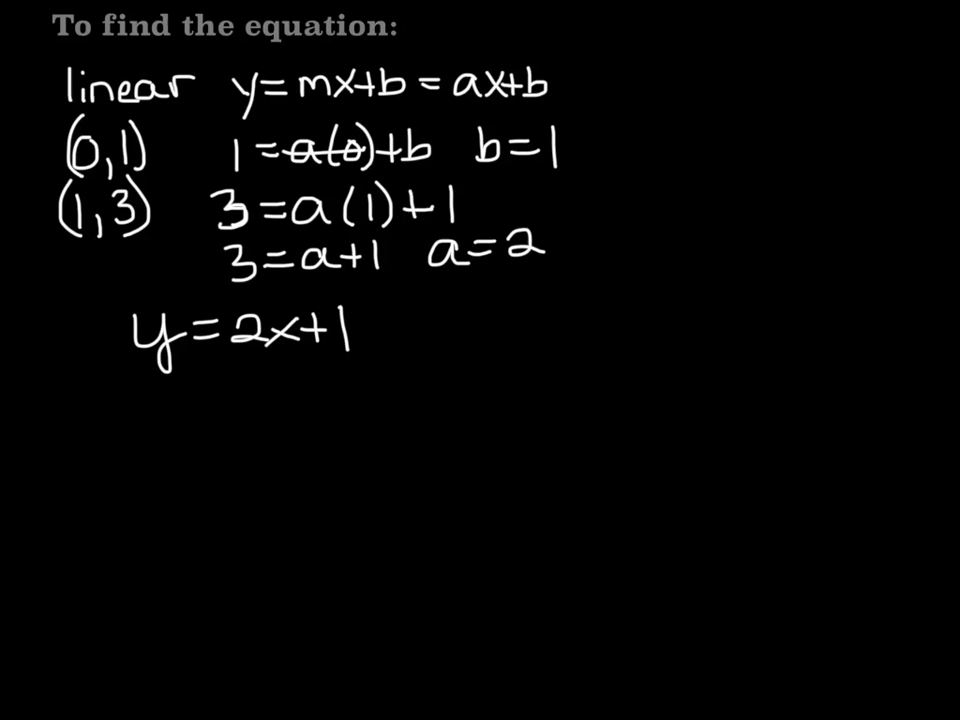 To find the equation:
linear y=mx+b = ax+b
(0,1) 1=a(0)+b b=1
(1,3) 3=a(1)+1
3=a+1 a=2
y=2x+1